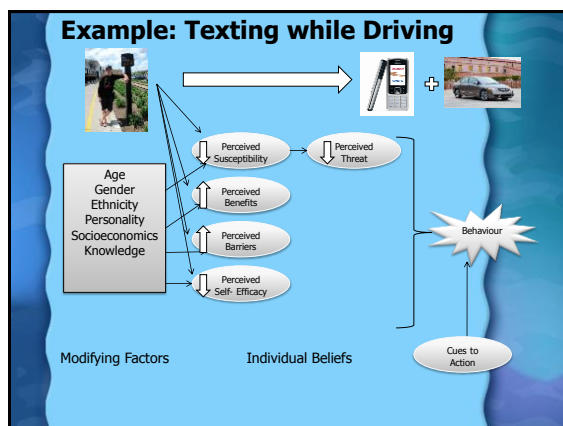 Example: Texting while Driving
Perceived
Susceptibility
Perceived
Threat
Age
Gender
Ethnicity
Personality
Socioeconomics
Knowledge
Perceived
Benefits
Perceived
Barriers
Perceived
Self- Efficacy
Behaviour
Cues to
Action
Modifying Factors
Individual Beliefs